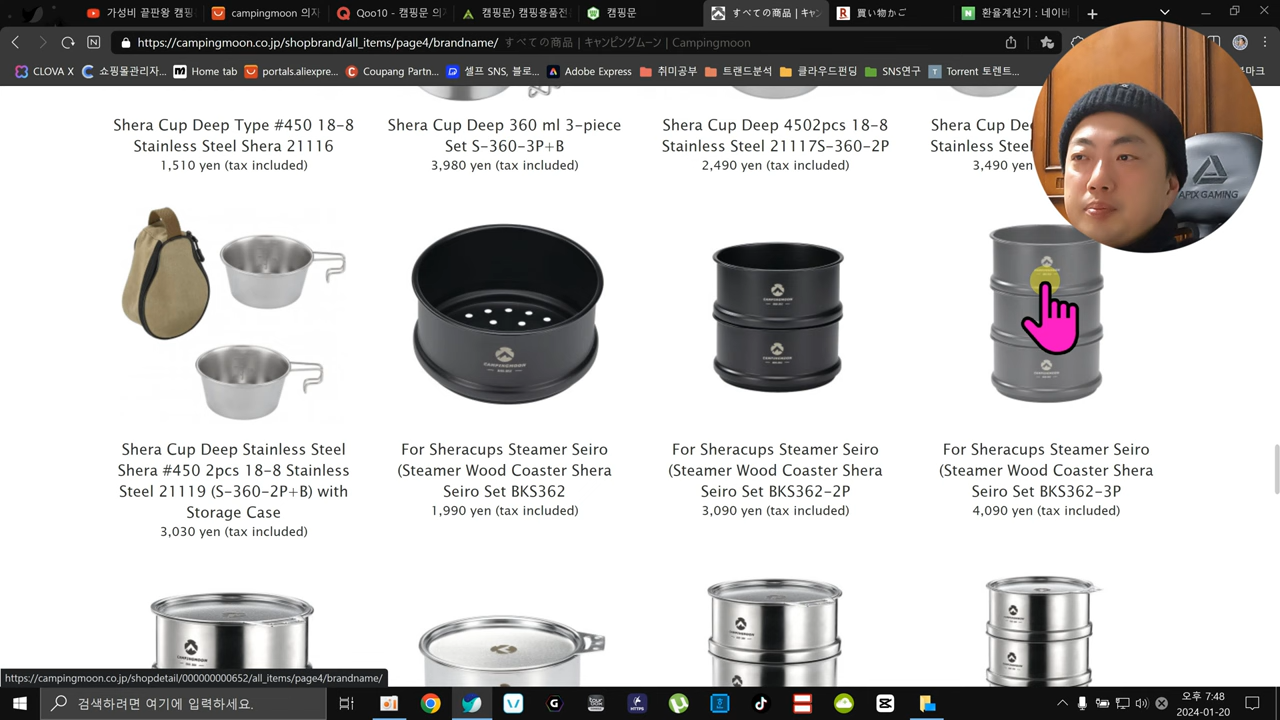 가성비 끝판왕 캠핑
campingmoon 의자
Qoo10 - 캠핑문 의
캠핑문) 캠핑용품전
캠핑문
すべての商品 | キャン
買い物かご
환율계산기 : 네이버
https://campingmoon.co.jp/shopbrand/all_items/page4/brandname/ すべての商品 | キャンピングムーン | Campingmoon
CLOVA X
쇼핑몰관리자...
Home tab
portals.aliexpre...
Coupang Partn...
셀프 SNS, 블로...
Adobe Express
취미공부
트랜드분석
클라우드펀딩
SNS연구
Torrent 토렌트...
Shera Cup Deep Type #450 18-8
Stainless Steel Shera 21116
1,510 yen (tax included)
Shera Cup Deep 360 ml 3-piece
Set S-360-3P+B
3,980 yen (tax included)
Shera Cup Deep 4502pcs 18-8
Stainless Steel 21117S-360-2P
2,490 yen (tax included)
Shera Cup De
Stainless Steel
3,490 yen
APIX GAMING
CAMPINGMOON
CAMPINGMOON
CAMPINGMOON
Shera Cup Deep Stainless Steel
Shera #450 2pcs 18-8 Stainless
Steel 21119 (S-360-2P+B) with
Storage Case
3,030 yen (tax included)
For Sheracups Steamer Seiro
(Steamer Wood Coaster Shera
Seiro Set BKS362
1,990 yen (tax included)
For Sheracups Steamer Seiro
(Steamer Wood Coaster Shera
Seiro Set BKS362-2P
3,090 yen (tax included)
For Sheracups Steamer Seiro
(Steamer Wood Coaster Shera
Seiro Set BKS362-3P
4,090 yen (tax included)
CAMPINGMOON
https://campingmoon.co.jp/shopdetail/000000000652/all_items/page4/brandname/
검색하려면 여기에 입력하세요.
오후 7:48
2024-01-20